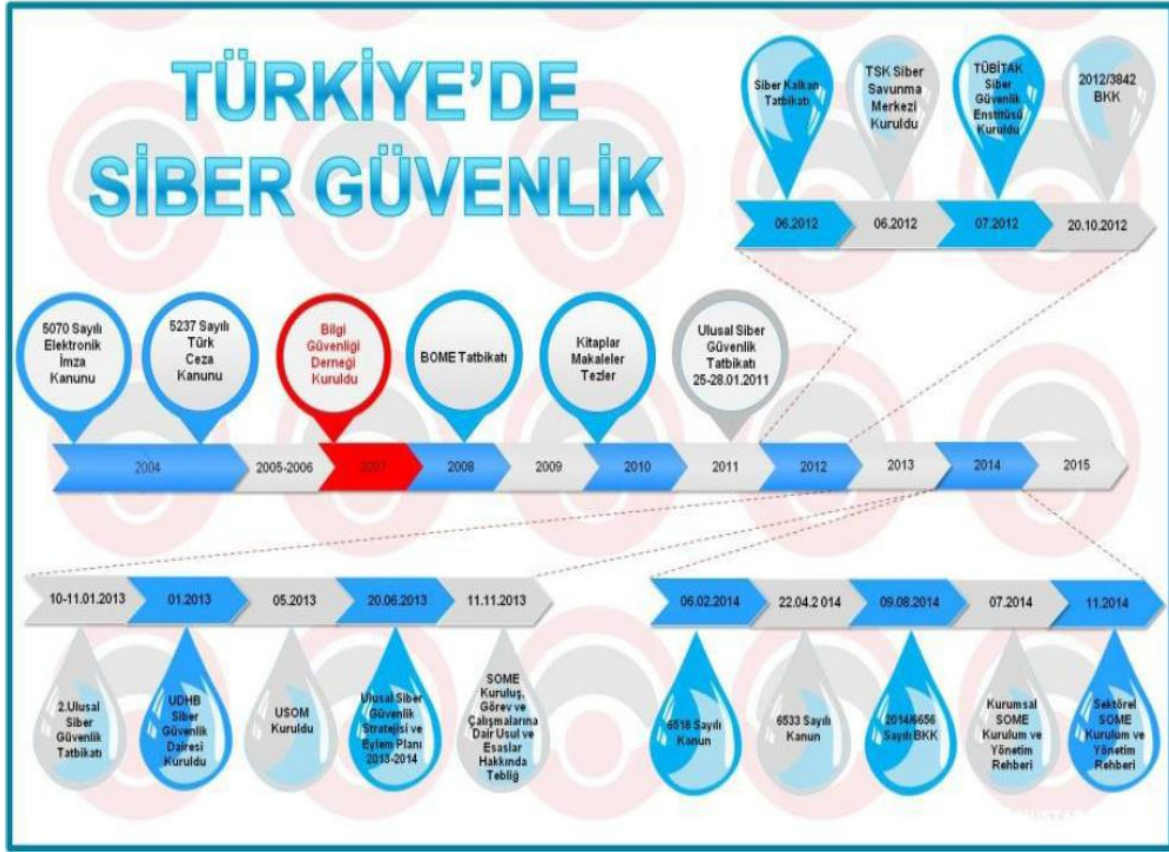 TÜRKİYE'DE
SİBER GÜVENLİK
Siber Kalkan
Tatbikatı
TSK Siber
Savunma
Merkezi
Kuruldu
TÜBİTAK
Siber
Güvenlik
Enstitüsü
Kuruldu
2012/3842
BKK
06.2012
06.2012
07.2012
20.10.2012
5070 Sayılı
Elektronik
İmza
Kanunu
5237 Sayılı
Türk
Ceza
Kanunu
Bilgi
Güvenliği
Derneği
Kuruldu
BOME Tatbikatı
Kitaplar
Makaleler
Tezler
Ulusal Siber
Güvenlik
Tatbikatı
25-28.01.2011
2004
2005-2006
2007
2008
2009
2010
2011
2012
2013
2014
2015
10-11.01.2013
01.2013
05.2013
20.06.2013
11.11.2013
2.Ulusal
Siber
Güvenlik
Tatbikatı
UDHB
Siber
Güvenlik
Dairesi
Kuruldu
USOM
Kuruldu
Ulusal Siber
Güvenlik
Stratejisi ve
Eylem Planı
2013-2014
SOME
Kuruluş,
Görev ve
Çalışmalarına
Dair Usul ve
Esaslar
Hakkında
Tebliğ
06.02.2014
22.04.2014
09.08.2014
07.2014
11.2014
6518 Sayılı
Kanun
6533 Sayılı
Kanun
2014/6656
Sayılı BKK
Kurumsal
SOME
Kurulum ve
Yönetim
Rehberi
Sektörel
SOME
Kurulum ve
Yönetim
Rehberi